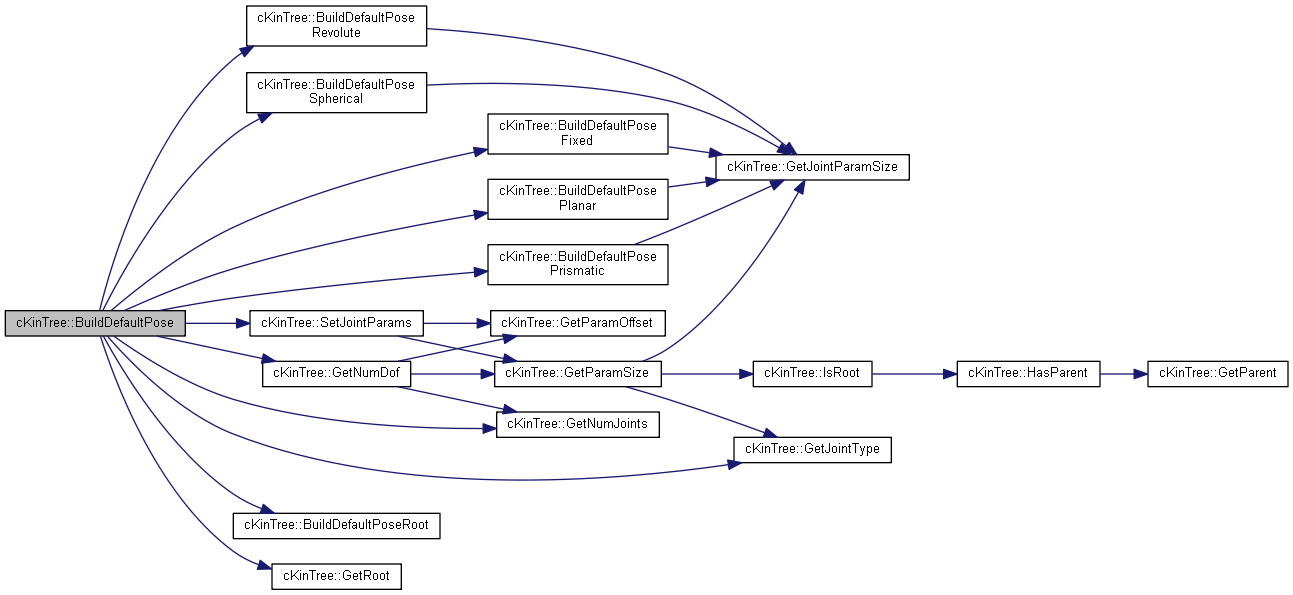 cKinTree::BuildDefaultPose
Revolute
cKinTree::BuildDefaultPose
Spherical
cKinTree::BuildDefaultPose
Fixed
cKinTree::GetJointParamSize
cKinTree::BuildDefaultPose
Planar
cKinTree::BuildDefaultPose
Prismatic
cKinTree::BuildDefaultPose
cKinTree::SetJointParams
cKinTree::GetParamOffset
cKinTree::GetNumDof
cKinTree::GetParamSize
cKinTree::IsRoot
cKinTree::HasParent
cKinTree::GetParent
cKinTree::GetNumJoints
cKinTree::GetJointType
cKinTree::BuildDefaultPoseRoot
cKinTree::GetRoot